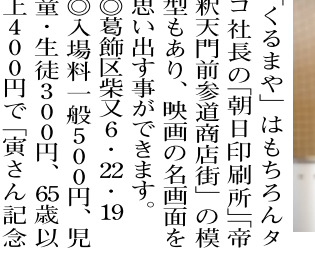 「くるまや」はもちろんタ
コ社長の「朝日印刷所」「帝
釈天門前参道商店街」の模
型もあり、映画の名画面を
思い出す事ができます。
◎葛飾区柴又6・22・19
◎入場料一般500円、児
童・生徒300円、65歳以
上400円で「寅さん記念